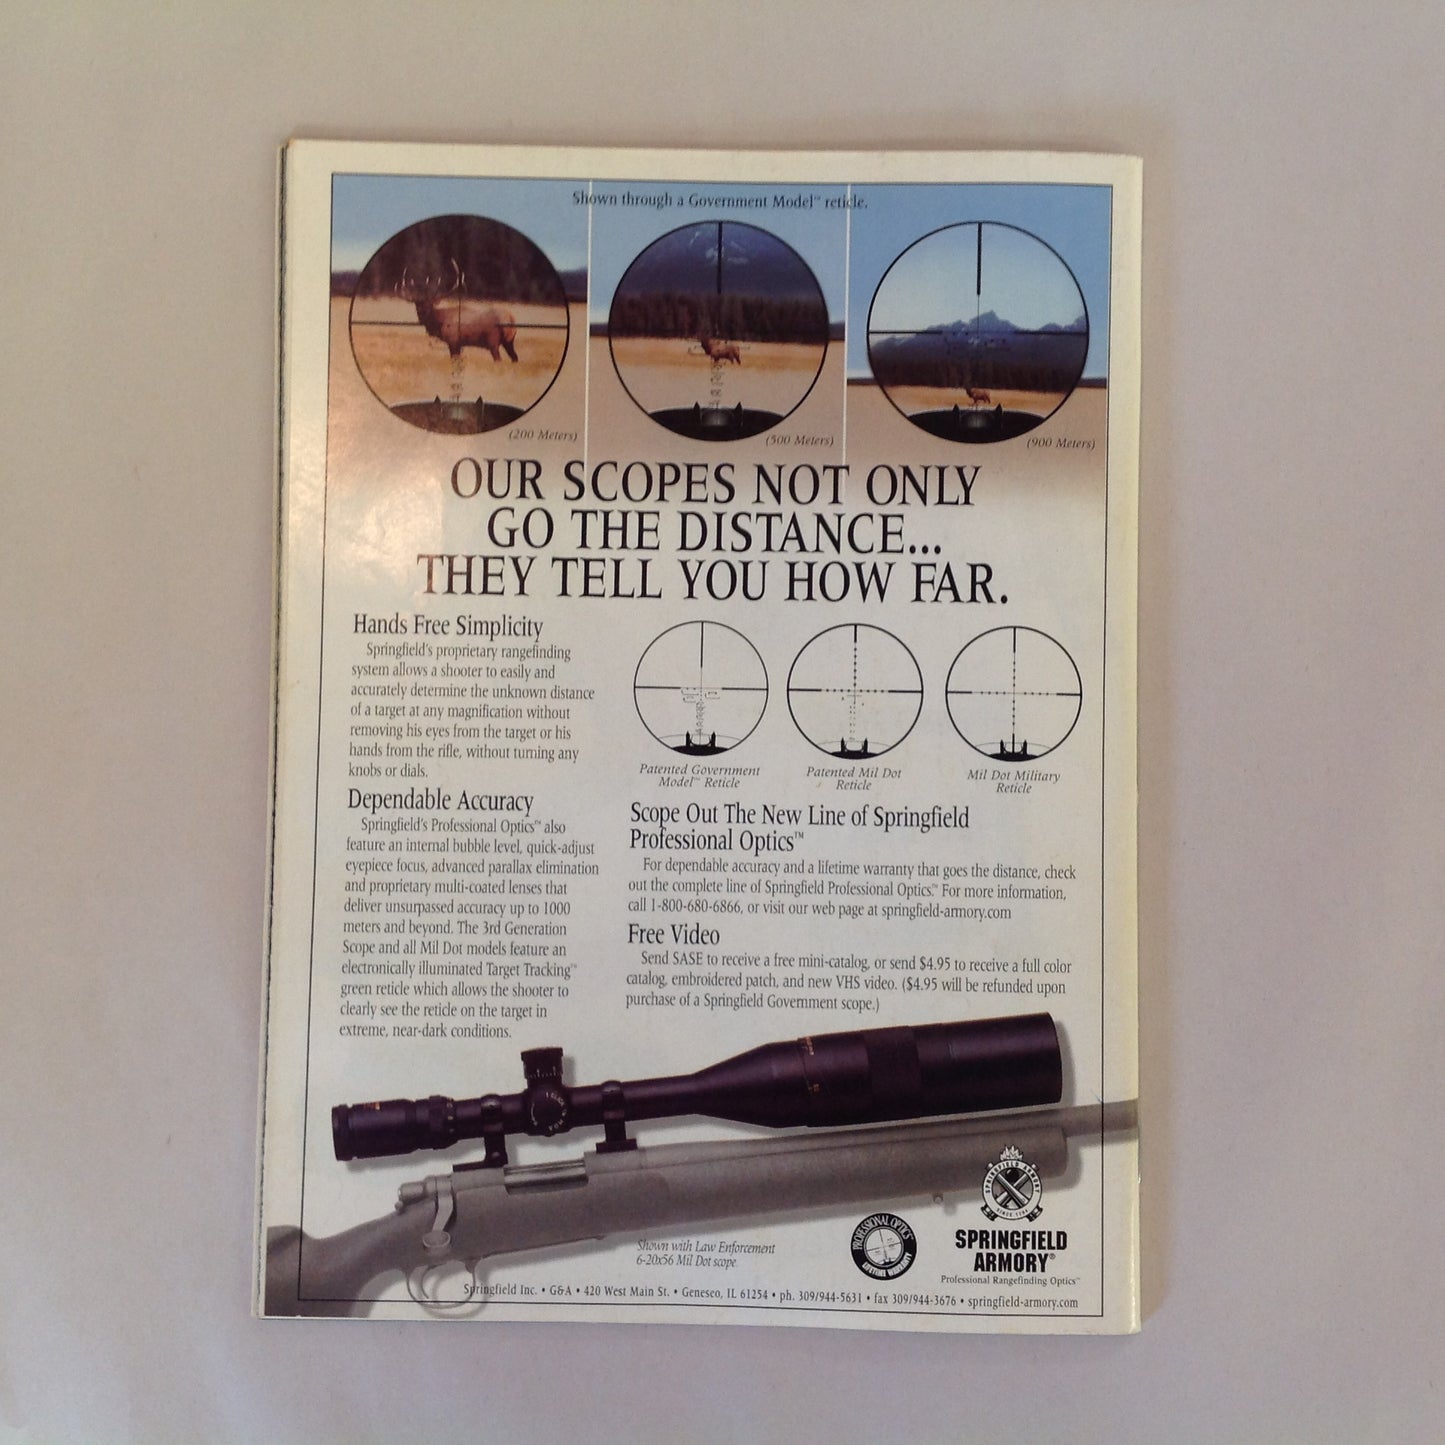 Shown through a Government Model™ reticle.
(200 Meters)
(500 Meters)
(900 Meters)
OUR SCOPES NOT ONLY
GO THE DISTANCE...
THEY TELL YOU HOW FAR.
Hands Free Simplicity
Springfield's proprietary rangefinding
system allows a shooter to easily and
accurately determine the unknown distance
of a target at any magnification without
removing his eyes from the target or his
hands from the rifle, without turning any
knobs or dials.
Dependable Accuracy
Springfield's Professional Optics™ also
feature an internal bubble level, quick-adjust
eyepiece focus, advanced parallax elimination
and proprietary multi-coated lenses that
deliver unsurpassed accuracy up to 1000
meters and beyond. The 3rd Generation
Scope and all Mil Dot models feature an
electronically illuminated Target Tracking™
green reticle which allows the shooter to
clearly see the reticle on the target in
extreme, near-dark conditions.
Patented Government
Model™ Reticle
Patented Mil Dot
Reticle
Mil Dot Military
Reticle
Scope Out The New Line of Springfield
Professional Optics™
For dependable accuracy and a lifetime warranty that goes the distance, check
out the complete line of Springfield Professional Optics.™ For more information,
call 1-800-680-6866, or visit our web page at springfield-armory.com
Free Video
Send SASE to receive a free mini-catalog, or send $4.95 to receive a full color
catalog, embroidered patch, and new VHS video. ($4.95 will be refunded upon
purchase of a Springfield Government scope.)
Shown with Law Enforcement
6-20x56 Mil Dot scope.
PROFESSIONAL OPTICS
LIFETIME WARRANTY
SPRINGFIELD ARMORY
SINCE 1794
SPRINGFIELD
ARMORY®
Professional Rangefinding Optics™
Springfield Inc. • G&A • 420 West Main St. • Geneseo, IL 61254 • ph. 309/944-5631 • fax 309/944-3676 • springfield-armory.com